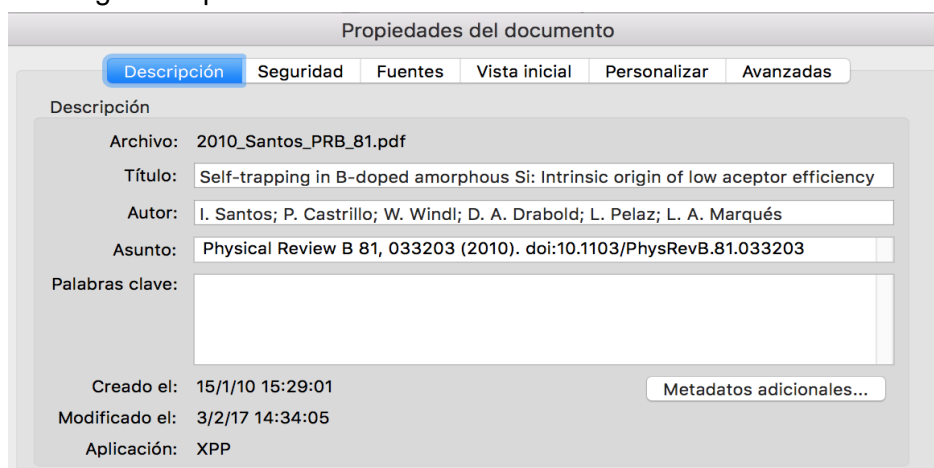 Propiedades del documento
Descripción Seguridad Fuentes Vista inicial Personalizar Avanzadas
Descripción
Archivo: 2010_Santos_PRB_81.pdf
Título: Self-trapping in B-doped amorphous Si: Intrinsic origin of low aceptor efficiency
Autor: I. Santos; P. Castrillo; W. Windl; D. A. Drabold; L. Pelaz; L. A. Marqués
Asunto: Physical Review B 81, 033203 (2010). doi:10.1103/PhysRevB.81.033203
Palabras clave:
Creado el: 15/1/10 15:29:01 Metadatos adicionales...
Modificado el: 3/2/17 14:34:05
Aplicación: XPP